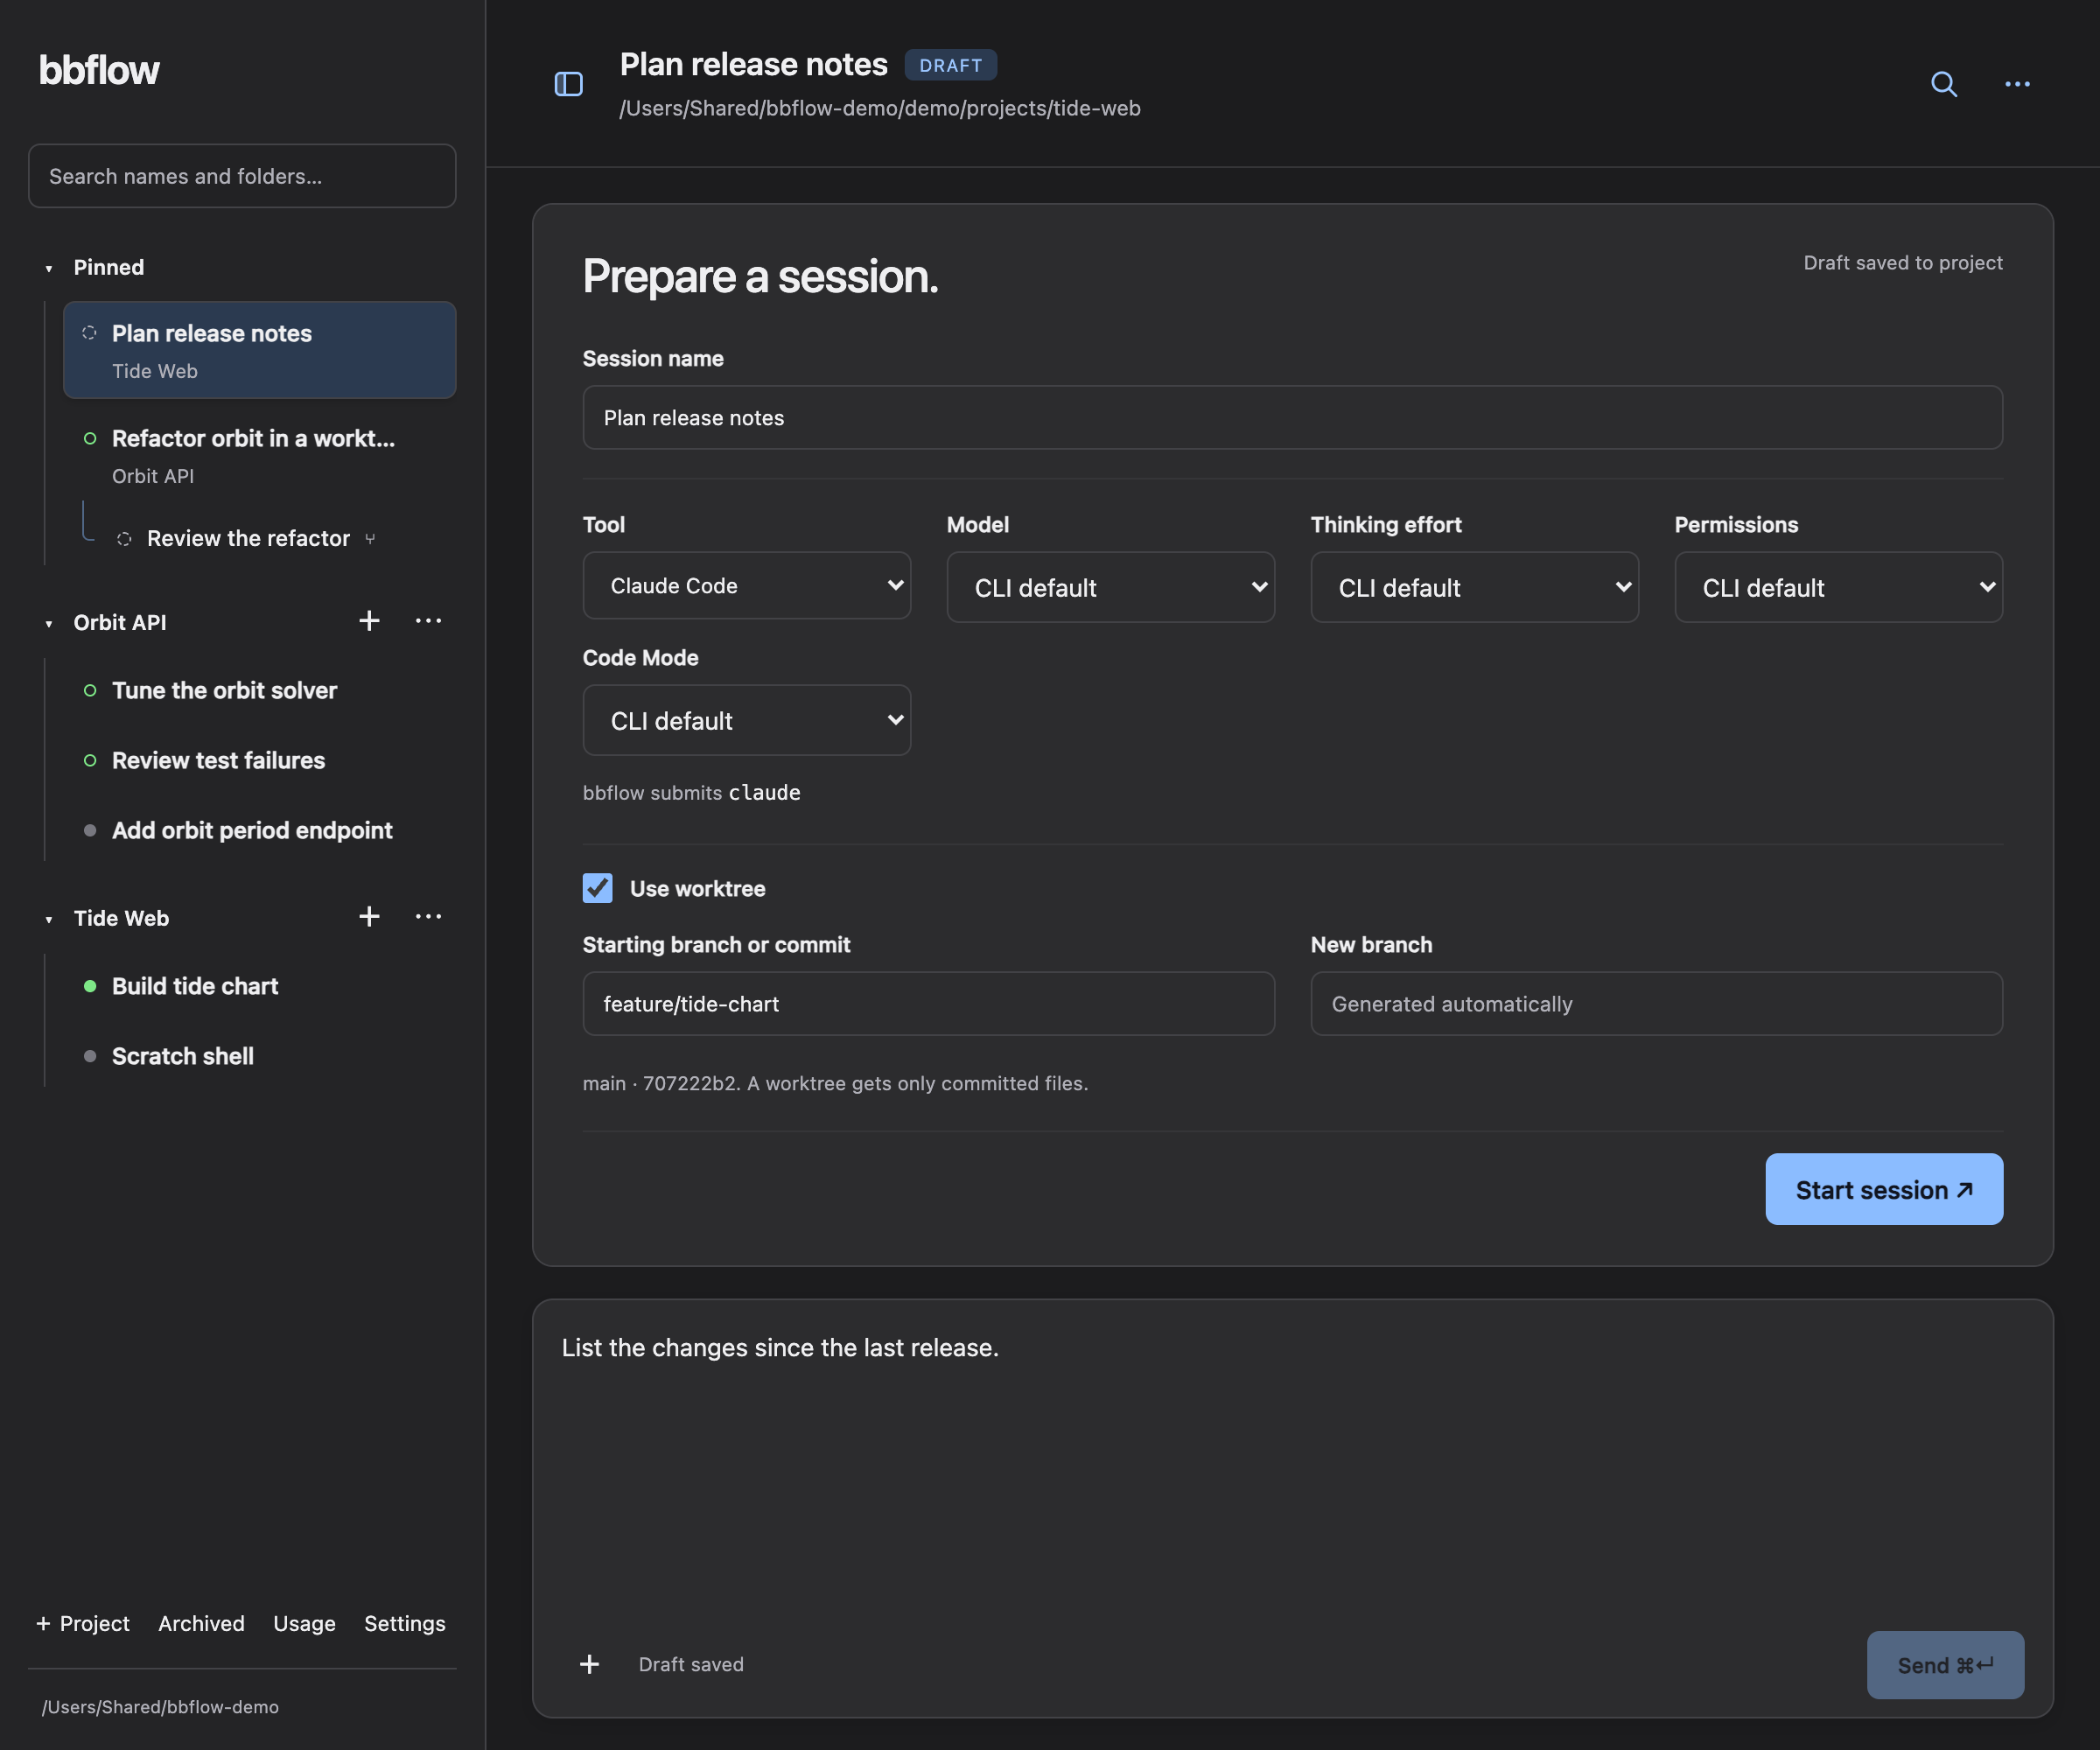 bbflow
Search names and folders...
Pinned
Plan release notes
Tide Web
Refactor orbit in a workt...
Orbit API
Review the refactor
Orbit API
Tune the orbit solver
Review test failures
Add orbit period endpoint
Tide Web
Build tide chart
Scratch shell
+ Project Archived Usage Settings
/Users/Shared/bbflow-demo
Plan release notes DRAFT
/Users/Shared/bbflow-demo/demo/projects/tide-web
Prepare a session.
Draft saved to project
Session name
Plan release notes
Tool Model Thinking effort Permissions
Claude Code CLI default CLI default CLI default
Code Mode
CLI default
bbflow submits claude
Use worktree
Starting branch or commit New branch
feature/tide-chart Generated automatically
main · 707222b2. A worktree gets only committed files.
Start session ↗
List the changes since the last release.
Draft saved
Send ⌘↵